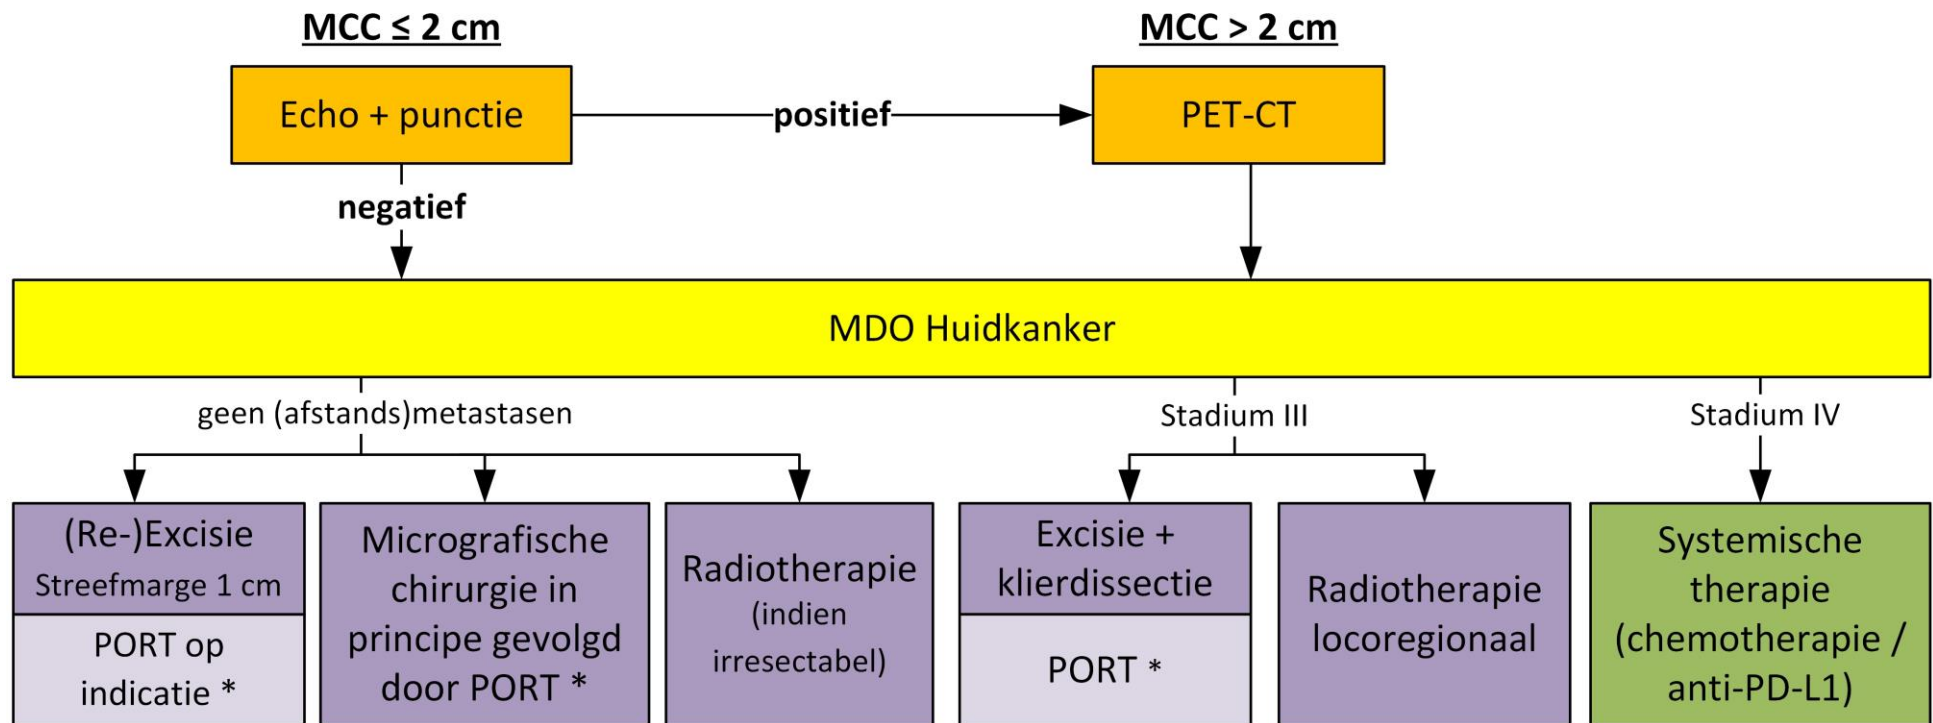 MCC ≤ 2 cm
MCC > 2 cm
Echo + punctie
positief
PET-CT
negatief
MDO Huidkanker
geen (afstands)metastasen
Stadium III
Stadium IV
(Re-)Excisie
Streefmarge 1 cm
PORT op
indicatie *
Micrografische
chirurgie in
principe gevolgd
door PORT *
Radiotherapie
(indien
irresectabel)
Excisie +
klierdissectie
PORT *
Radiotherapie
locoregionaal
Systemische
therapie
(chemotherapie /
anti-PD-L1)